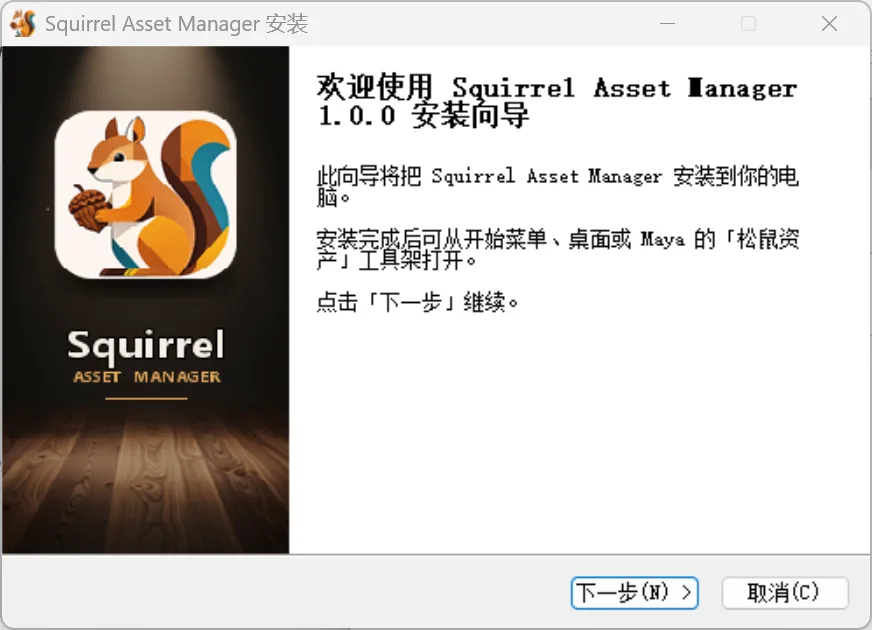 Squirrel Asset Manager 安装
Squirrel
ASSET MANAGER
欢迎使用 Squirrel Asset Manager
1.0.0 安装向导
此向导将把 Squirrel Asset Manager 安装到你的电
脑。
安装完成后可从开始菜单、桌面或 Maya 的「松鼠资
产」工具架打开。
点击「下一步」继续。
下一步(N) >
取消(C)